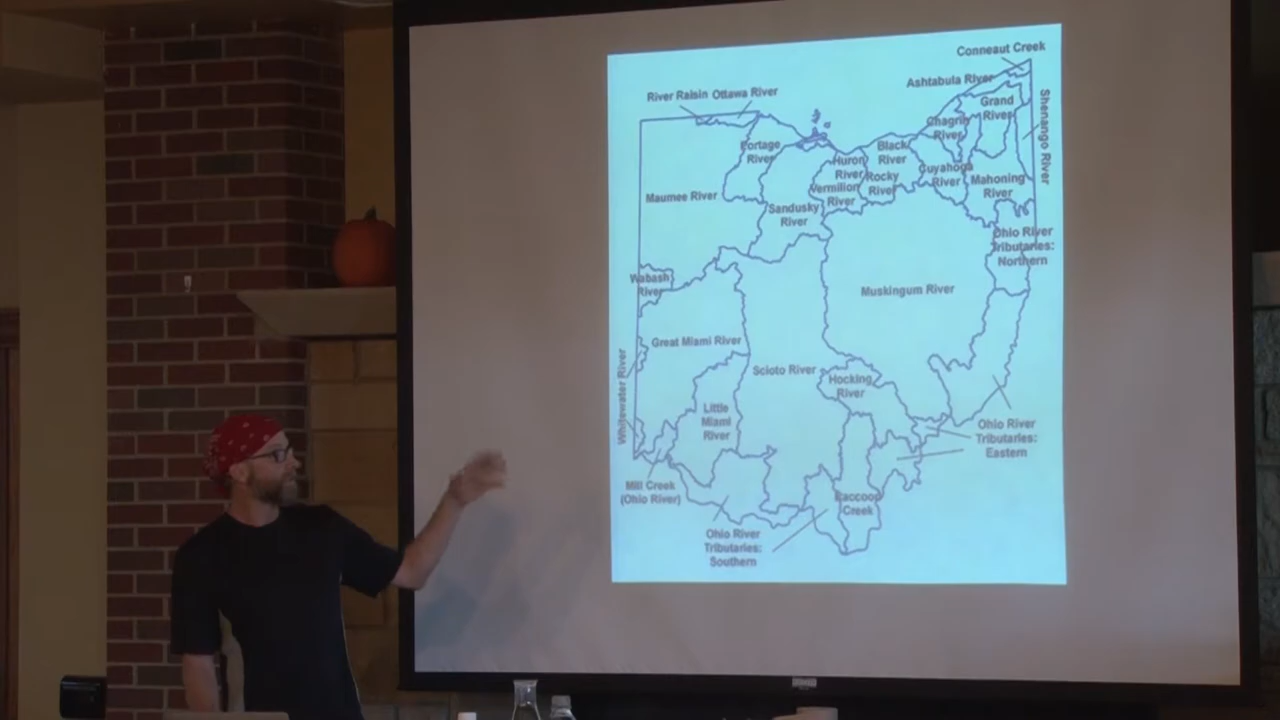 Conneaut Creek
Ashtabula River
River Raisin
Ottawa River
Grand
River
Shenango River
Chagrin
River
Portage
River
Black
River
Huron
River
Rocky
River
Cuyahoga
River
Mahoning
River
Vermilion
River
Maumee River
Sandusky
River
Ohio River
Tributaries:
Northern
Wabash
River
Muskingum River
Great Miami River
Scioto River
Hocking
River
Whitewater River
Little
Miami
River
Ohio River
Tributaries:
Eastern
Mill Creek
(Ohio River)
Raccoon
Creek
Ohio River
Tributaries:
Southern